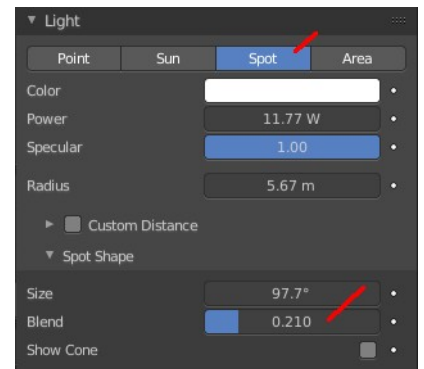 Light
Point Sun Spot Area
Color
Power 11.77 W
Specular 1.00
Radius 5.67 m
Custom Distance
Spot Shape
Size 97.7°
Blend 0.210
Show Cone